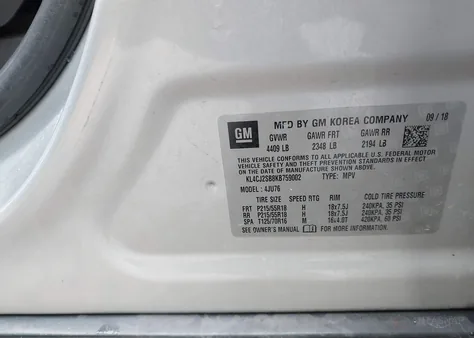 GM
MFD BY GM KOREA COMPANY 09/18
GVWR GAWR FRT GAWR RR
4409 LB 2348 LB 2194 LB
THIS VEHICLE CONFORMS TO ALL APPLICABLE U.S. FEDERAL MOTOR
VEHICLE SAFETY AND THEFT PREVENTION STANDARDS IN EFFECT ON
THE DATE OF MANUFACTURE SHOWN ABOVE.
KL4CJ2SB8KB759002 TYPE: MPV
MODEL: 4JU76
TIRE SIZE SPEED RTG RIM COLD TIRE PRESSURE
FRT P215/55R18 H 18x7.5J 240KPA, 35 PSI
RR P215/55R18 H 18x7.5J 240KPA, 35 PSI
SPA T125/70R16 M 16x4.0T 420KPA, 60 PSI
SEE OWNER'S MANUAL FOR MORE INFORMATION.